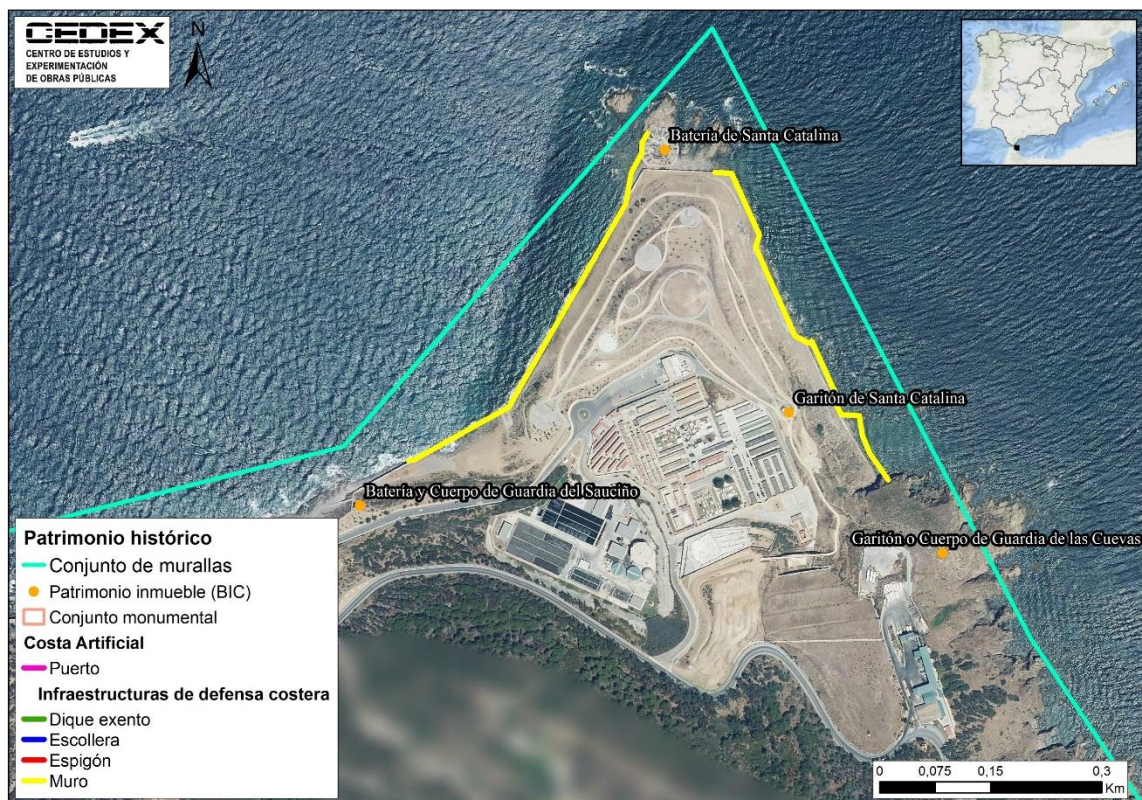 CEDEX
CENTRO DE ESTUDIOS Y
EXPERIMENTACIÓN
DE OBRAS PÚBLICAS
N
Batería de Santa Catalina
Garitón de Santa Catalina
Batería y Cuerpo de Guardia del Sauciño
Garitón o Cuerpo de Guardia de las Cuevas
Patrimonio histórico
Conjunto de murallas
Patrimonio inmueble (BIC)
Conjunto monumental
Costa Artificial
Puerto
Infraestructuras de defensa costera
Dique exento
Escollera
Espigón
Muro
0 0,075 0,15 0,3
Km